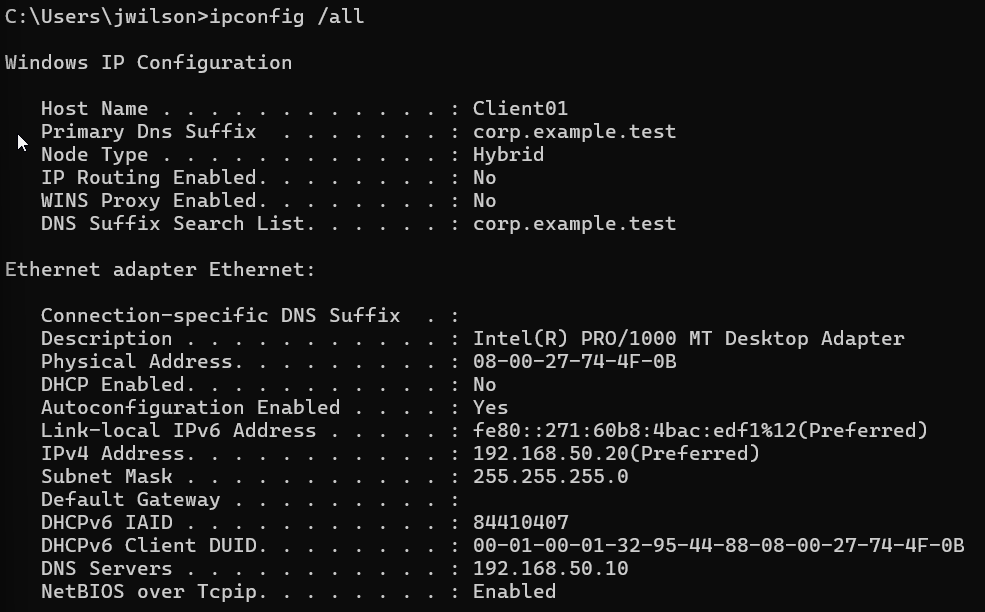 C:\Users\jwilson>ipconfig /all
Windows IP Configuration
Host Name . . . . . . . . . . . . : Client01
Primary Dns Suffix  . . . . . . . : corp.example.test
Node Type . . . . . . . . . . . . : Hybrid
IP Routing Enabled. . . . . . . . : No
WINS Proxy Enabled. . . . . . . . : No
DNS Suffix Search List. . . . . . : corp.example.test
Ethernet adapter Ethernet:
Connection-specific DNS Suffix  . :
Description . . . . . . . . . . . : Intel(R) PRO/1000 MT Desktop Adapter
Physical Address. . . . . . . . . : 08-00-27-74-4F-0B
DHCP Enabled. . . . . . . . . . . : No
Autoconfiguration Enabled . . . . : Yes
Link-local IPv6 Address . . . . . : fe80::271:60b8:4bac:edf1%12(Preferred)
IPv4 Address. . . . . . . . . . . : 192.168.50.20(Preferred)
Subnet Mask . . . . . . . . . . . : 255.255.255.0
Default Gateway . . . . . . . . . :
DHCPv6 IAID . . . . . . . . . . . : 84410407
DHCPv6 Client DUID. . . . . . . . : 00-01-00-01-32-95-44-88-08-00-27-74-4F-0B
DNS Servers . . . . . . . . . . . : 192.168.50.10
NetBIOS over Tcpip. . . . . . . . : Enabled